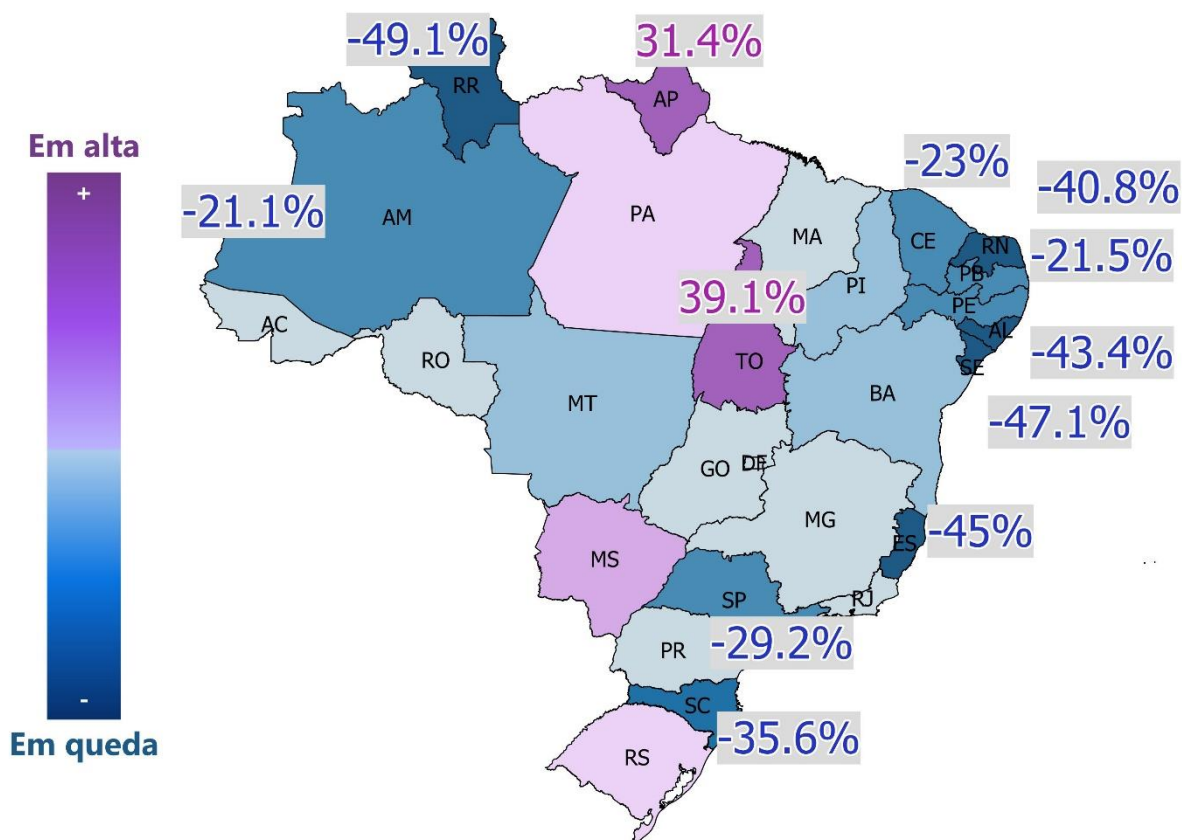 -49.1%
31.4%
RR
AP
Em alta
+
-23%
-40.8%
-21.1%
AM
PA
MA
CE
RN
-21.5%
PB
PI
39.1%
PE
AC
RO
TO
AL
-43.4%
SE
MT
BA
-47.1%
GO
DF
MG
-45%
ES
MS
SP
RJ
PR
-29.2%
-
SC
Em queda
-35.6%
RS